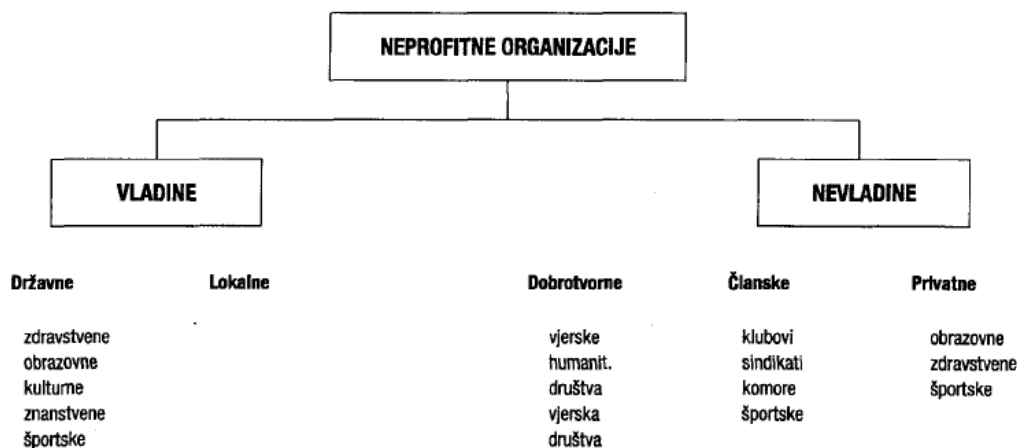 NEPROFITNE ORGANIZACIJE
VLADINE
NEVLADINE
Državne
Lokalne
Dobrotvorne
Članske
Privatne
zdravstvene
obrazovne
kulturne
znanstvene
športske
vjerske
humanit.
društva
vjerska
društva
klubovi
sindikati
komore
športske
obrazovne
zdravstvene
športske